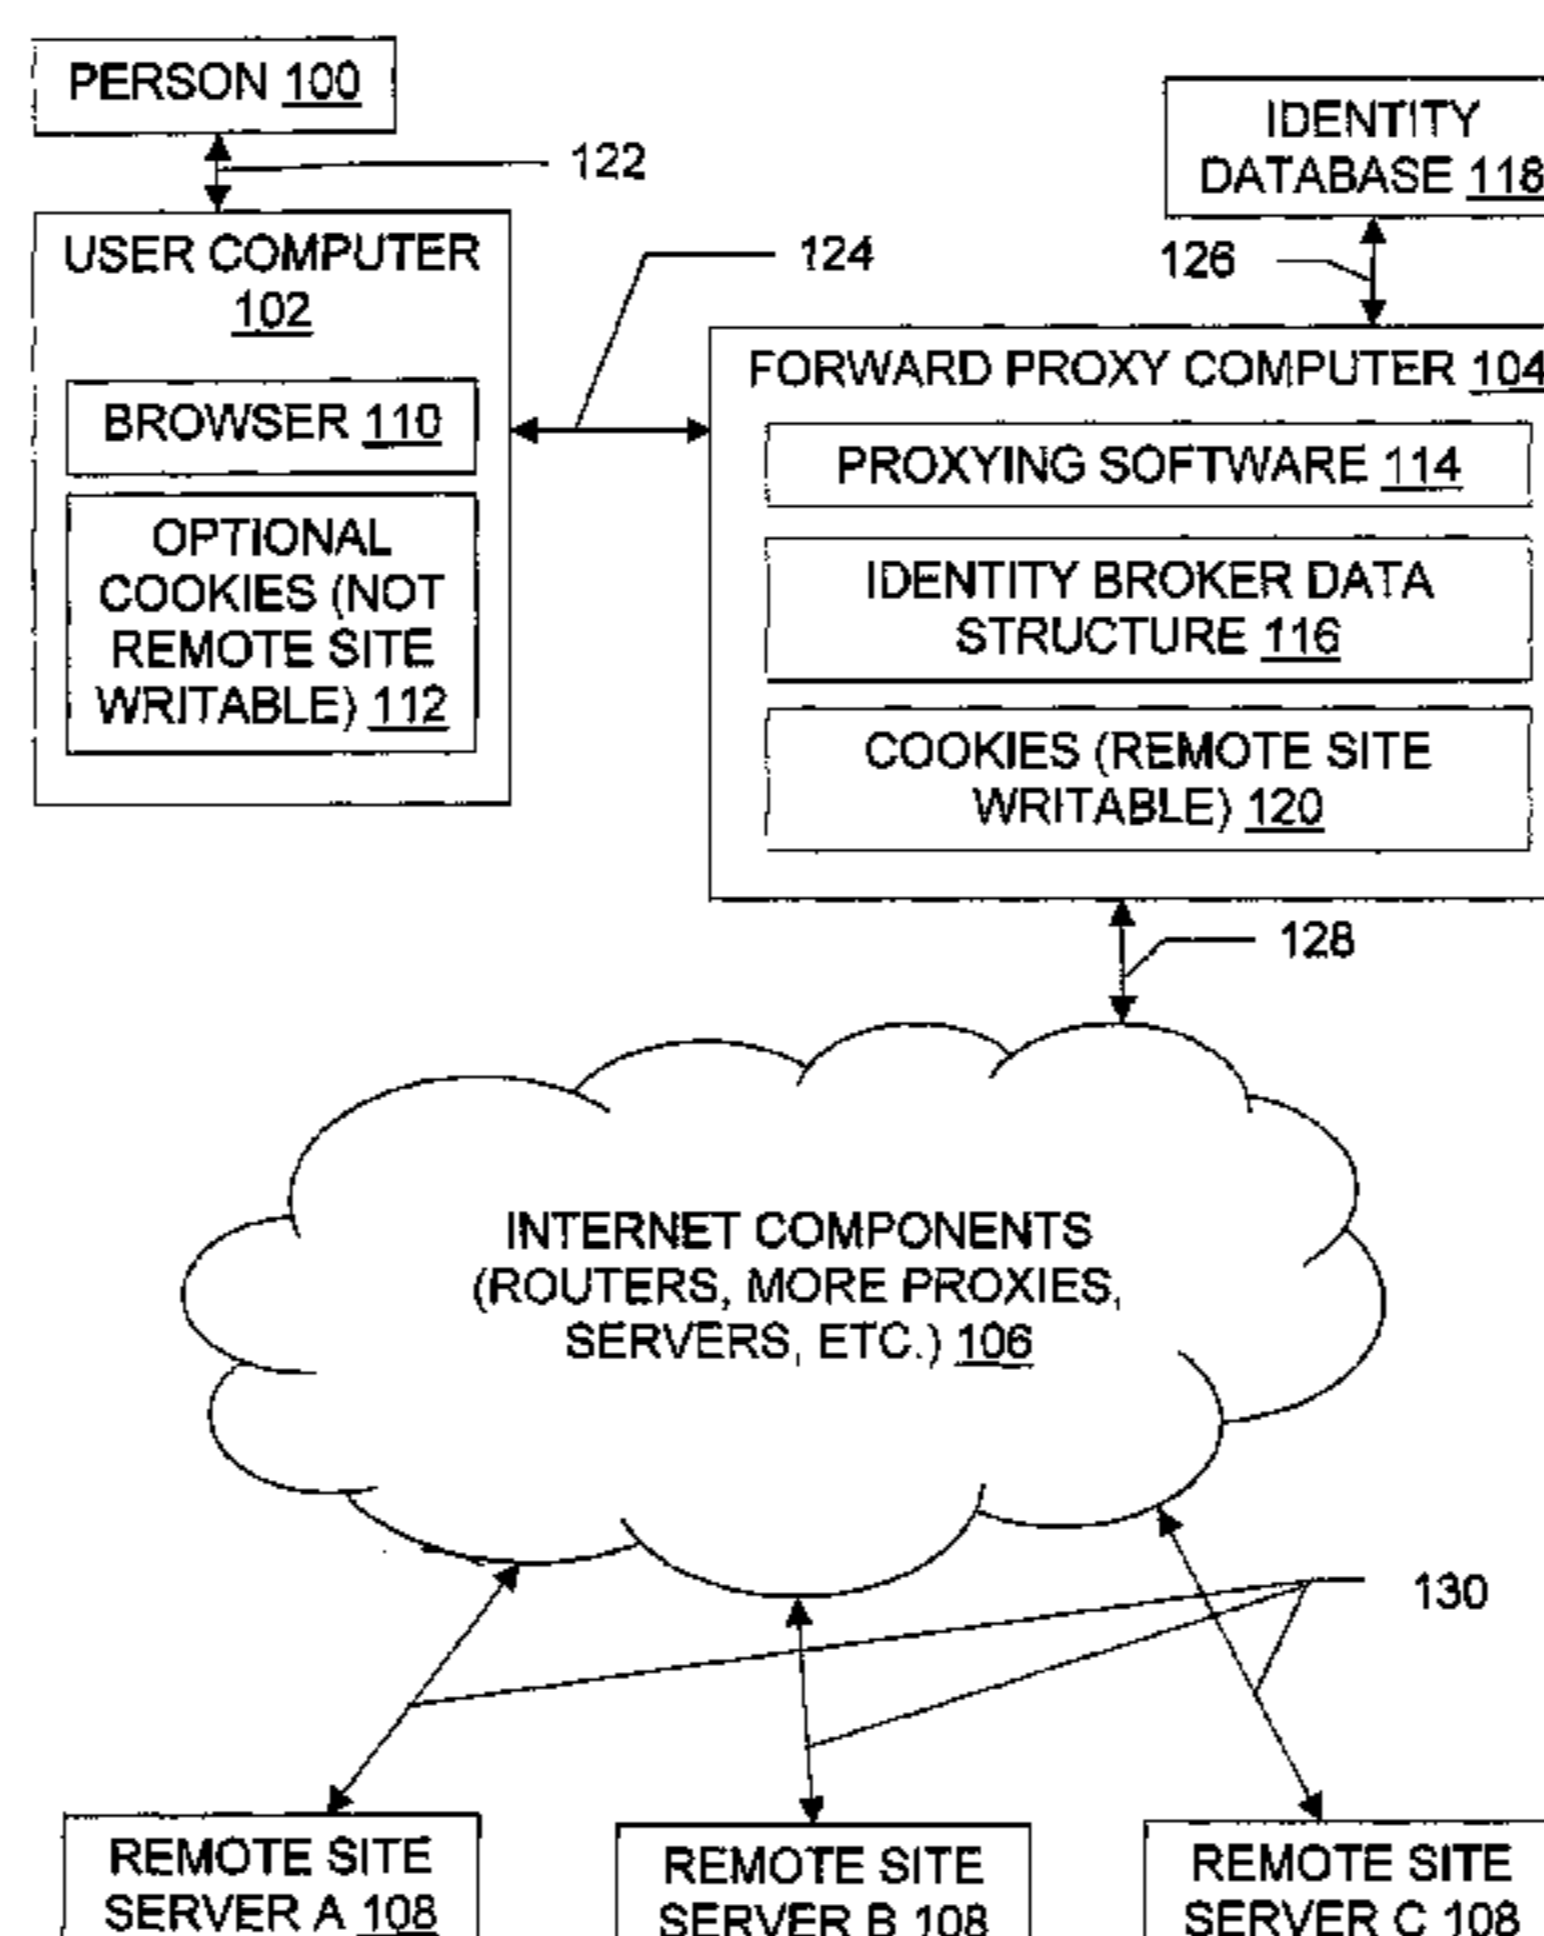 PERSON 100
122
IDENTITY
DATABASE 118
USER COMPUTER
102
124
126
BROWSER 110
OPTIONAL
COOKIES (NOT
REMOTE SITE
WRITABLE) 112
FORWARD PROXY COMPUTER 104
PROXYING SOFTWARE 114
IDENTITY BROKER DATA
STRUCTURE 116
COOKIES (REMOTE SITE
WRITABLE) 120
128
INTERNET COMPONENTS
(ROUTERS, MORE PROXIES,
SERVERS, ETC.) 106
130
REMOTE SITE
SERVER A 108
REMOTE SITE
SERVER B 108
REMOTE SITE
SERVER C 108